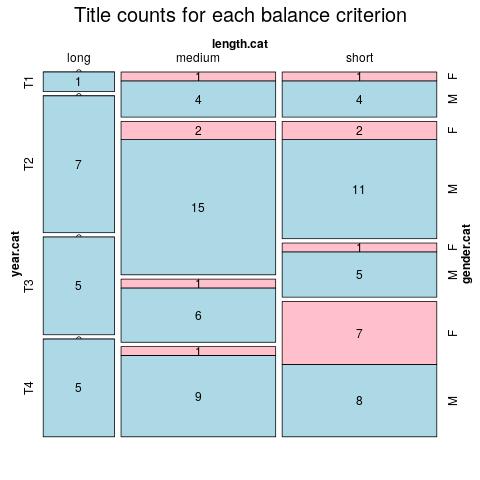 Title counts for each balance criterion
length.cat
long medium short
year.cat
gender.cat
T1 1 1 1 F
4 4 M
T2 7 2 2 F
15 11 M
T3 5 1 1 F
6 5 M
T4 5 1 7 F
9 8 M